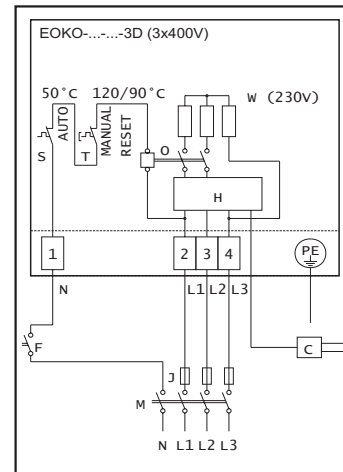 EOKO-...-...-3D (3x400V)
50°C 120/90°C W (230V)
AUTO
MANUAL
RESET
S T O
H
1 2 3 4 PE
N L1 L2 L3
F J C
M
N L1 L2 L3